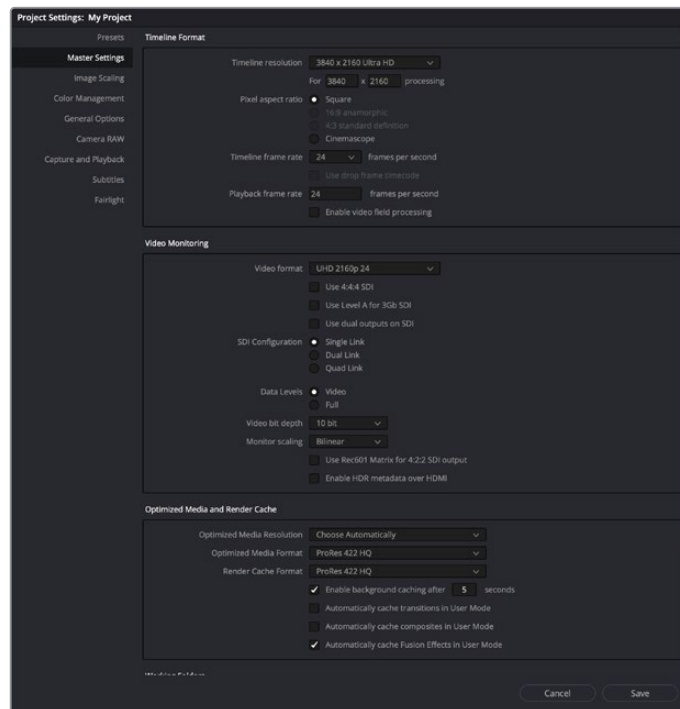 Project Settings: My Project
Presets
Master Settings
Image Scaling
Color Management
General Options
Camera RAW
Capture and Playback
Subtitles
Fairlight
Timeline Format
Timeline resolution 3840 x 2160 Ultra HD
For 3840 x 2160 processing
Pixel aspect ratio Square
16:9 anamorphic
4:3 standard definition
Cinemascope
Timeline frame rate 24 frames per second
Use drop frame timecode
Playback frame rate 24 frames per second
Enable video field processing
Video Monitoring
Video format UHD 2160p 24
Use 4:4:4 SDI
Use Level A for 3Gb SDI
Use dual outputs on SDI
SDI Configuration Single Link
Dual Link
Quad Link
Data Levels Video
Full
Video bit depth 10 bit
Monitor scaling Bilinear
Use Rec601 Matrix for 4:2:2 SDI output
Enable HDR metadata over HDMI
Optimized Media and Render Cache
Optimized Media Resolution Choose Automatically
Optimized Media Format ProRes 422 HQ
Render Cache Format ProRes 422 HQ
Enable background caching after 5 seconds
Automatically cache transitions in User Mode
Automatically cache composites in User Mode
Automatically cache Fusion Effects in User Mode
Working Folders
Cancel Save